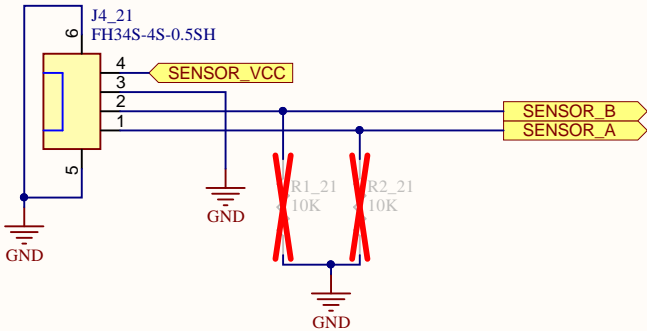 J4_21
FH34S-4S-0.5SH
6
4
SENSOR_VCC
3
2
SENSOR_B
1
SENSOR_A
5
R1_21
10K
R2_21
10K
GND
GND
GND